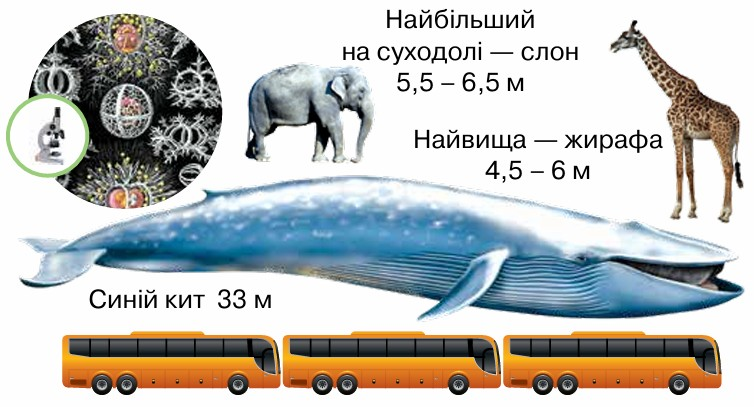 Найбільший
на суходолі — слон
5,5 – 6,5 м
Найвища — жирафа
4,5 – 6 м
Синій кит 33 м